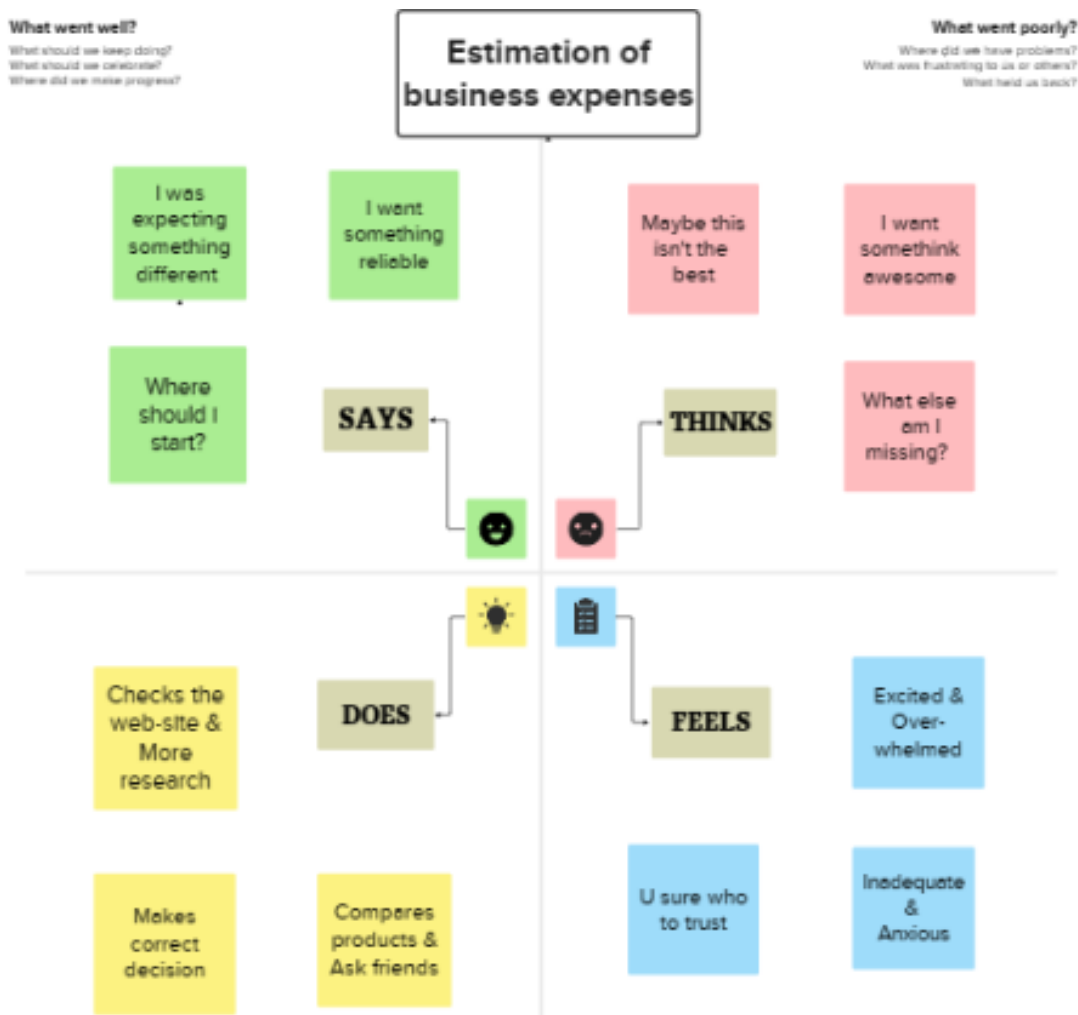 What went well?
What should we keep doing?
What should we celebrate?
Where did we make progress?
Estimation of
business expenses
What went poorly?
Where did we have problems?
What was frustrating to us or others?
What held us back?
I was
expecting
something
different
I want
something
reliable
Maybe this
isn't the
best
I want
somethink
awesome
Where
should I
start?
SAYS
THINKS
What else
am I
missing?
Checks the
web-site &
More
research
DOES
FEELS
Excited &
Over-
whelmed
Makes
correct
decision
Compares
products &
Ask friends
U sure who
to trust
Inadequate
&
Anxious